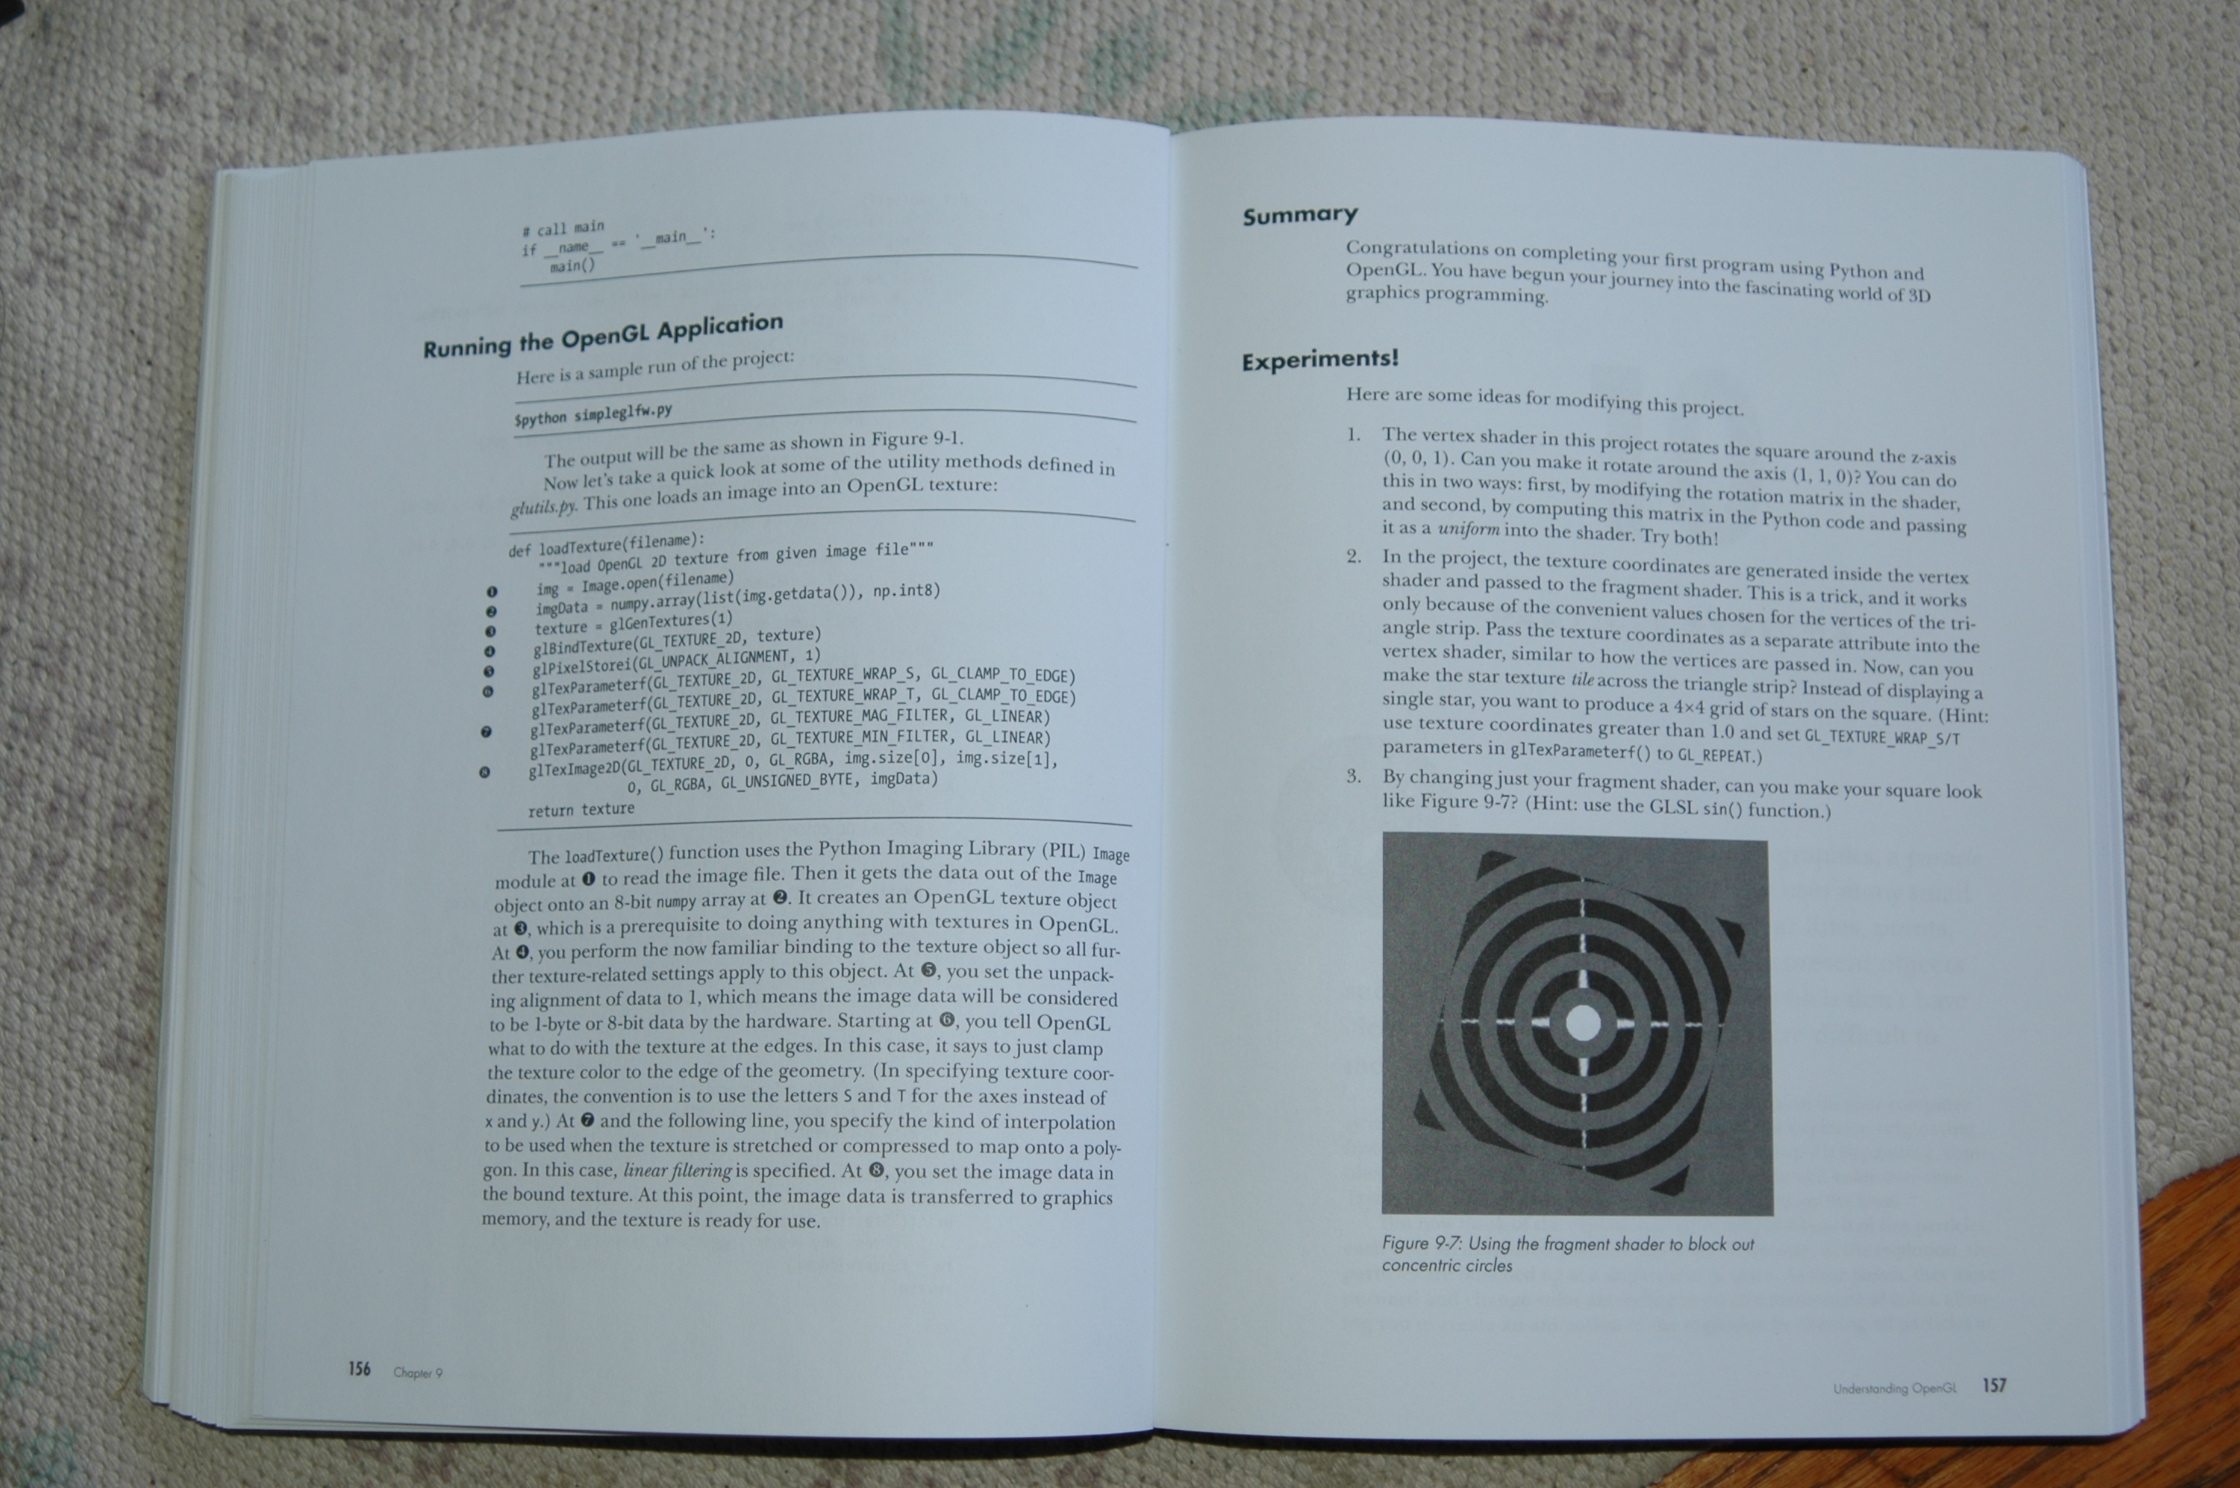 # call main
if __name__ == '__main__':
main()
Running the OpenGL Application
Here is a sample run of the project:
$python simpleglfw.py
The output will be the same as shown in Figure 9-1.
Now let's take a quick look at some of the utility methods defined in
glutils.py. This one loads an image into an OpenGL texture:
def loadTexture(filename):
"""load OpenGL 2D texture from given image file"""
❶ img = Image.open(filename)
❷ imgData = numpy.array(list(img.getdata()), np.int8)
❸ texture = glGenTextures(1)
❹ glBindTexture(GL_TEXTURE_2D, texture)
❺ glPixelStorei(GL_UNPACK_ALIGNMENT, 1)
❻ glTexParameterf(GL_TEXTURE_2D, GL_TEXTURE_WRAP_S, GL_CLAMP_TO_EDGE)
glTexParameterf(GL_TEXTURE_2D, GL_TEXTURE_WRAP_T, GL_CLAMP_TO_EDGE)
❼ glTexParameterf(GL_TEXTURE_2D, GL_TEXTURE_MAG_FILTER, GL_LINEAR)
glTexParameterf(GL_TEXTURE_2D, GL_TEXTURE_MIN_FILTER, GL_LINEAR)
❽ glTexImage2D(GL_TEXTURE_2D, 0, GL_RGBA, img.size[0], img.size[1],
0, GL_RGBA, GL_UNSIGNED_BYTE, imgData)
return texture
The loadTexture() function uses the Python Imaging Library (PIL) Image
module at ❶ to read the image file. Then it gets the data out of the Image
object onto an 8-bit numpy array at ❷. It creates an OpenGL texture object
at ❸, which is a prerequisite to doing anything with textures in OpenGL.
At ❹, you perform the now familiar binding to the texture object so all fur-
ther texture-related settings apply to this object. At ❺, you set the unpack-
ing alignment of data to 1, which means the image data will be considered
to be 1-byte or 8-bit data by the hardware. Starting at ❻, you tell OpenGL
what to do with the texture at the edges. In this case, it says to just clamp
the texture color to the edge of the geometry. (In specifying texture coor-
dinates, the convention is to use the letters S and T for the axes instead of
x and y.) At ❼ and the following line, you specify the kind of interpolation
to be used when the texture is stretched or compressed to map onto a poly-
gon. In this case, linear filtering is specified. At ❽, you set the image data in
the bound texture. At this point, the image data is transferred to graphics
memory, and the texture is ready for use.
156 Chapter 9
Summary
Congratulations on completing your first program using Python and
OpenGL. You have begun your journey into the fascinating world of 3D
graphics programming.
Experiments!
Here are some ideas for modifying this project.
1. The vertex shader in this project rotates the square around the z-axis
(0, 0, 1). Can you make it rotate around the axis (1, 1, 0)? You can do
this in two ways: first, by modifying the rotation matrix in the shader,
and second, by computing this matrix in the Python code and passing
it as a uniform into the shader. Try both!
2. In the project, the texture coordinates are generated inside the vertex
shader and passed to the fragment shader. This is a trick, and it works
only because of the convenient values chosen for the vertices of the tri-
angle strip. Pass the texture coordinates as a separate attribute into the
vertex shader, similar to how the vertices are passed in. Now, can you
make the star texture tile across the triangle strip? Instead of displaying a
single star, you want to produce a 4×4 grid of stars on the square. (Hint:
use texture coordinates greater than 1.0 and set GL_TEXTURE_WRAP_S/T
parameters in glTexParameterf() to GL_REPEAT.)
3. By changing just your fragment shader, can you make your square look
like Figure 9-7? (Hint: use the GLSL sin() function.)
Figure 9-7: Using the fragment shader to block out
concentric circles
Understanding OpenGL 157